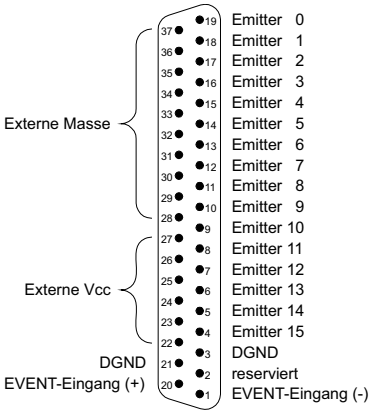 19 Emitter 0
37
18 Emitter 1
36
17 Emitter 2
35
16 Emitter 3
34
15 Emitter 4
33
Externe Masse
14 Emitter 5
32
13 Emitter 6
31
12 Emitter 7
30
11 Emitter 8
29
10 Emitter 9
28
9 Emitter 10
27
8 Emitter 11
26
7 Emitter 12
25
Externe Vcc
6 Emitter 13
24
5 Emitter 14
23
4 Emitter 15
22
3 DGND
DGND 21
2 reserviert
EVENT-Eingang (+) 20
1 EVENT-Eingang (-)